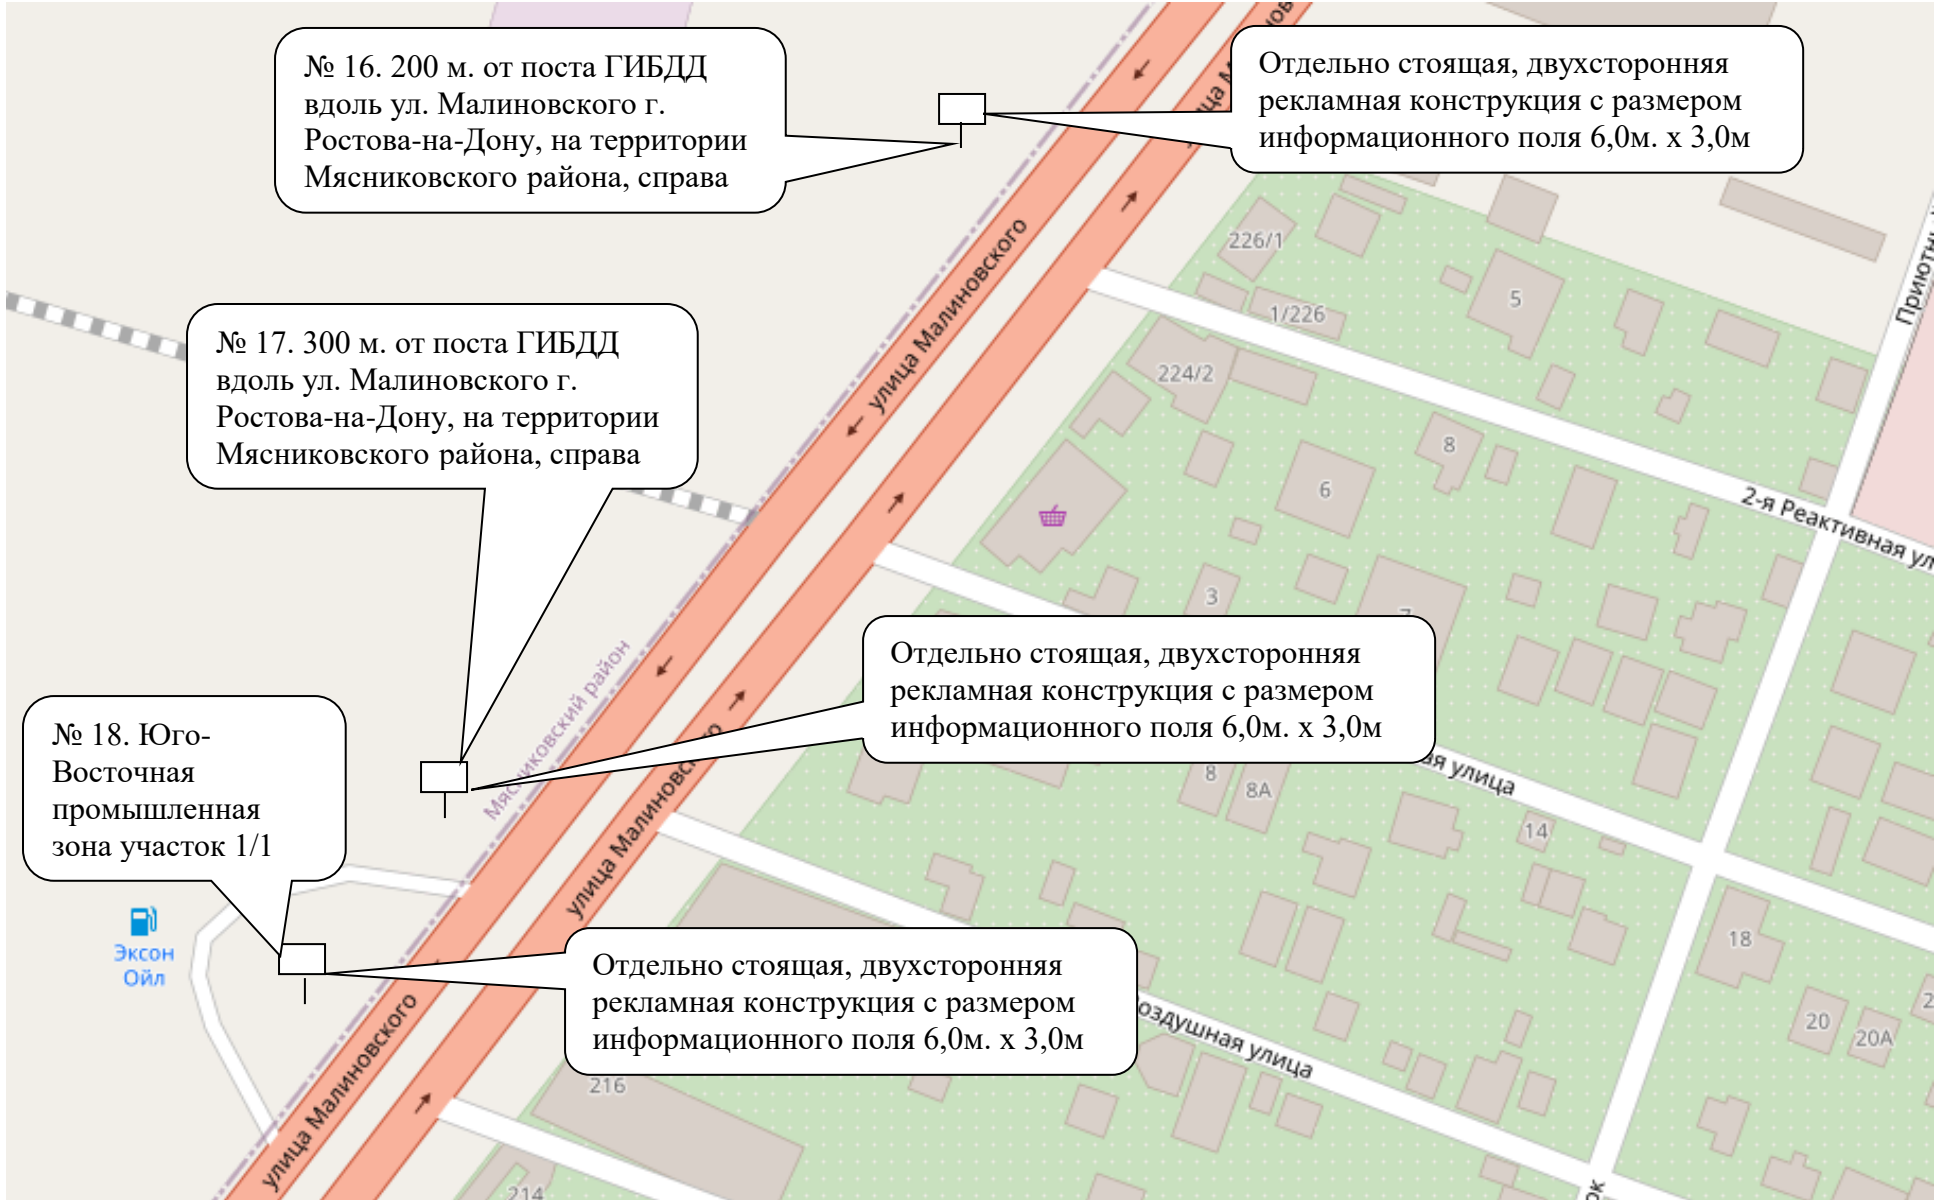 № 16. 200 м. от поста ГИБДД
вдоль ул. Малиновского г.
Ростова-на-Дону, на территории
Мясниковского района, справа
Отдельно стоящая, двухсторонняя
рекламная конструкция с размером
информационного поля 6,0м. х 3,0м
улица Малиновского
226/1
1/226
5
224/2
8
6
3
2-я Реактивная
№ 17. 300 м. от поста ГИБДД
вдоль ул. Малиновского г.
Ростова-на-Дону, на территории
Мясниковского района, справа
Отдельно стоящая, двухсторонняя
рекламная конструкция с размером
информационного поля 6,0м. х 3,0м
Мясниковский район
улица Малиновского
8
8А
улица
14
18
20
20А
№ 18. Юго-
Восточная
промышленная
зона участок 1/1
Эксон
Ойл
Отдельно стоящая, двухсторонняя
рекламная конструкция с размером
информационного поля 6,0м. х 3,0м
улица Малиновского
оздушная улица
216
214